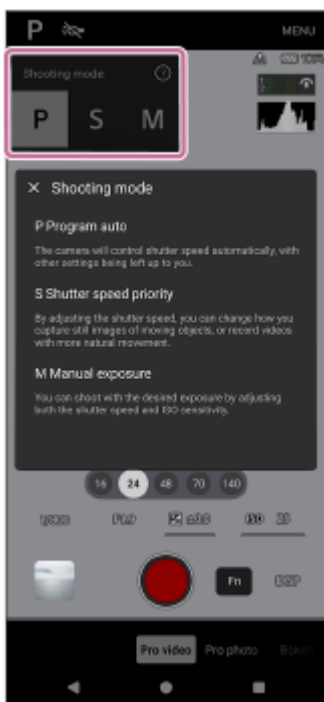 P
MENU
Shooting mode
?
P S M
× Shooting mode
P Program auto
The camera will control shutter speed automatically, with
other settings being left up to you.
S Shutter speed priority
By adjusting the shutter speed, you can change how you
capture still images of moving objects, or record videos
with more natural movement.
M Manual exposure
You can shoot with the desired exposure by adjusting
both the shutter speed and ISO sensitivity.
16 24 48 70 140
Fn
Pro video Pro photo Bokeh